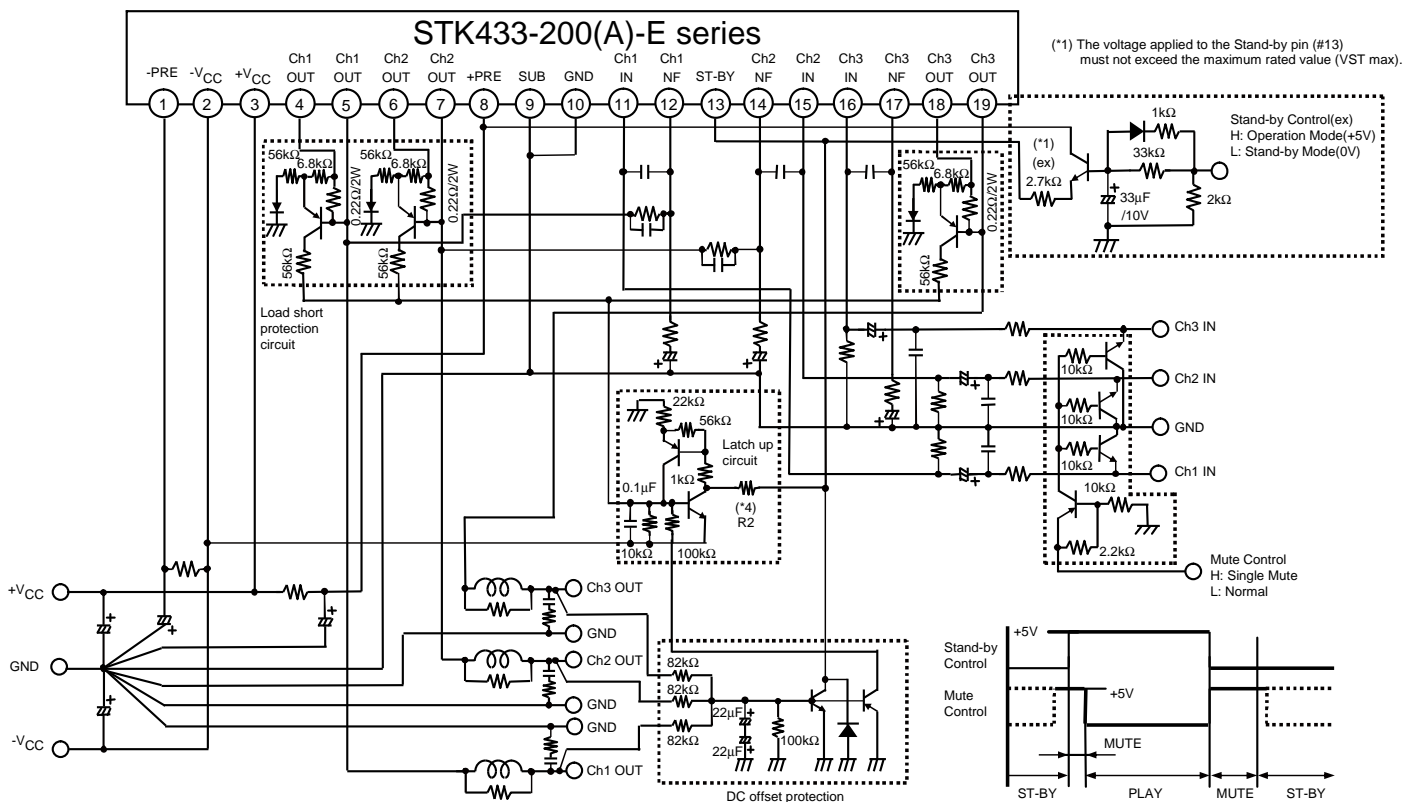 STK433-200(A)-E series
(*1) The voltage applied to the Stand-by pin (#13)
must not exceed the maximum rated value (VST max).
-PRE
-VCC
+VCC
Ch1
OUT
Ch1
OUT
Ch2
OUT
Ch2
OUT
+PRE
SUB
GND
Ch1
IN
Ch1
NF
ST-BY
Ch2
NF
Ch2
IN
Ch3
IN
Ch3
NF
Ch3
OUT
Ch3
OUT
1
2
3
4
5
6
7
8
9
10
11
12
13
14
15
16
17
18
19
56kΩ
6.8kΩ
0.22Ω/2W
56kΩ
56kΩ
6.8kΩ
0.22Ω/2W
56kΩ
Load short
protection
circuit
56kΩ
6.8kΩ
0.22Ω/2W
56kΩ
(*1)
(ex)
2.7kΩ
1kΩ
33kΩ
33μF
/10V
2kΩ
Stand-by Control(ex)
H: Operation Mode(+5V)
L: Stand-by Mode(0V)
Ch3 IN
Ch2 IN
GND
Ch1 IN
10kΩ
10kΩ
10kΩ
10kΩ
2.2kΩ
Mute Control
H: Single Mute
L: Normal
22kΩ
56kΩ
Latch up
circuit
1kΩ
0.1μF
(*4)
R2
10kΩ
100kΩ
+VCC
GND
-VCC
Ch3 OUT
GND
Ch2 OUT
GND
GND
Ch1 OUT
82kΩ
82kΩ
82kΩ
22μF
22μF
100kΩ
DC offset protection
+5V
Stand-by
Control
Mute
Control
+5V
MUTE
ST-BY
PLAY
MUTE
ST-BY